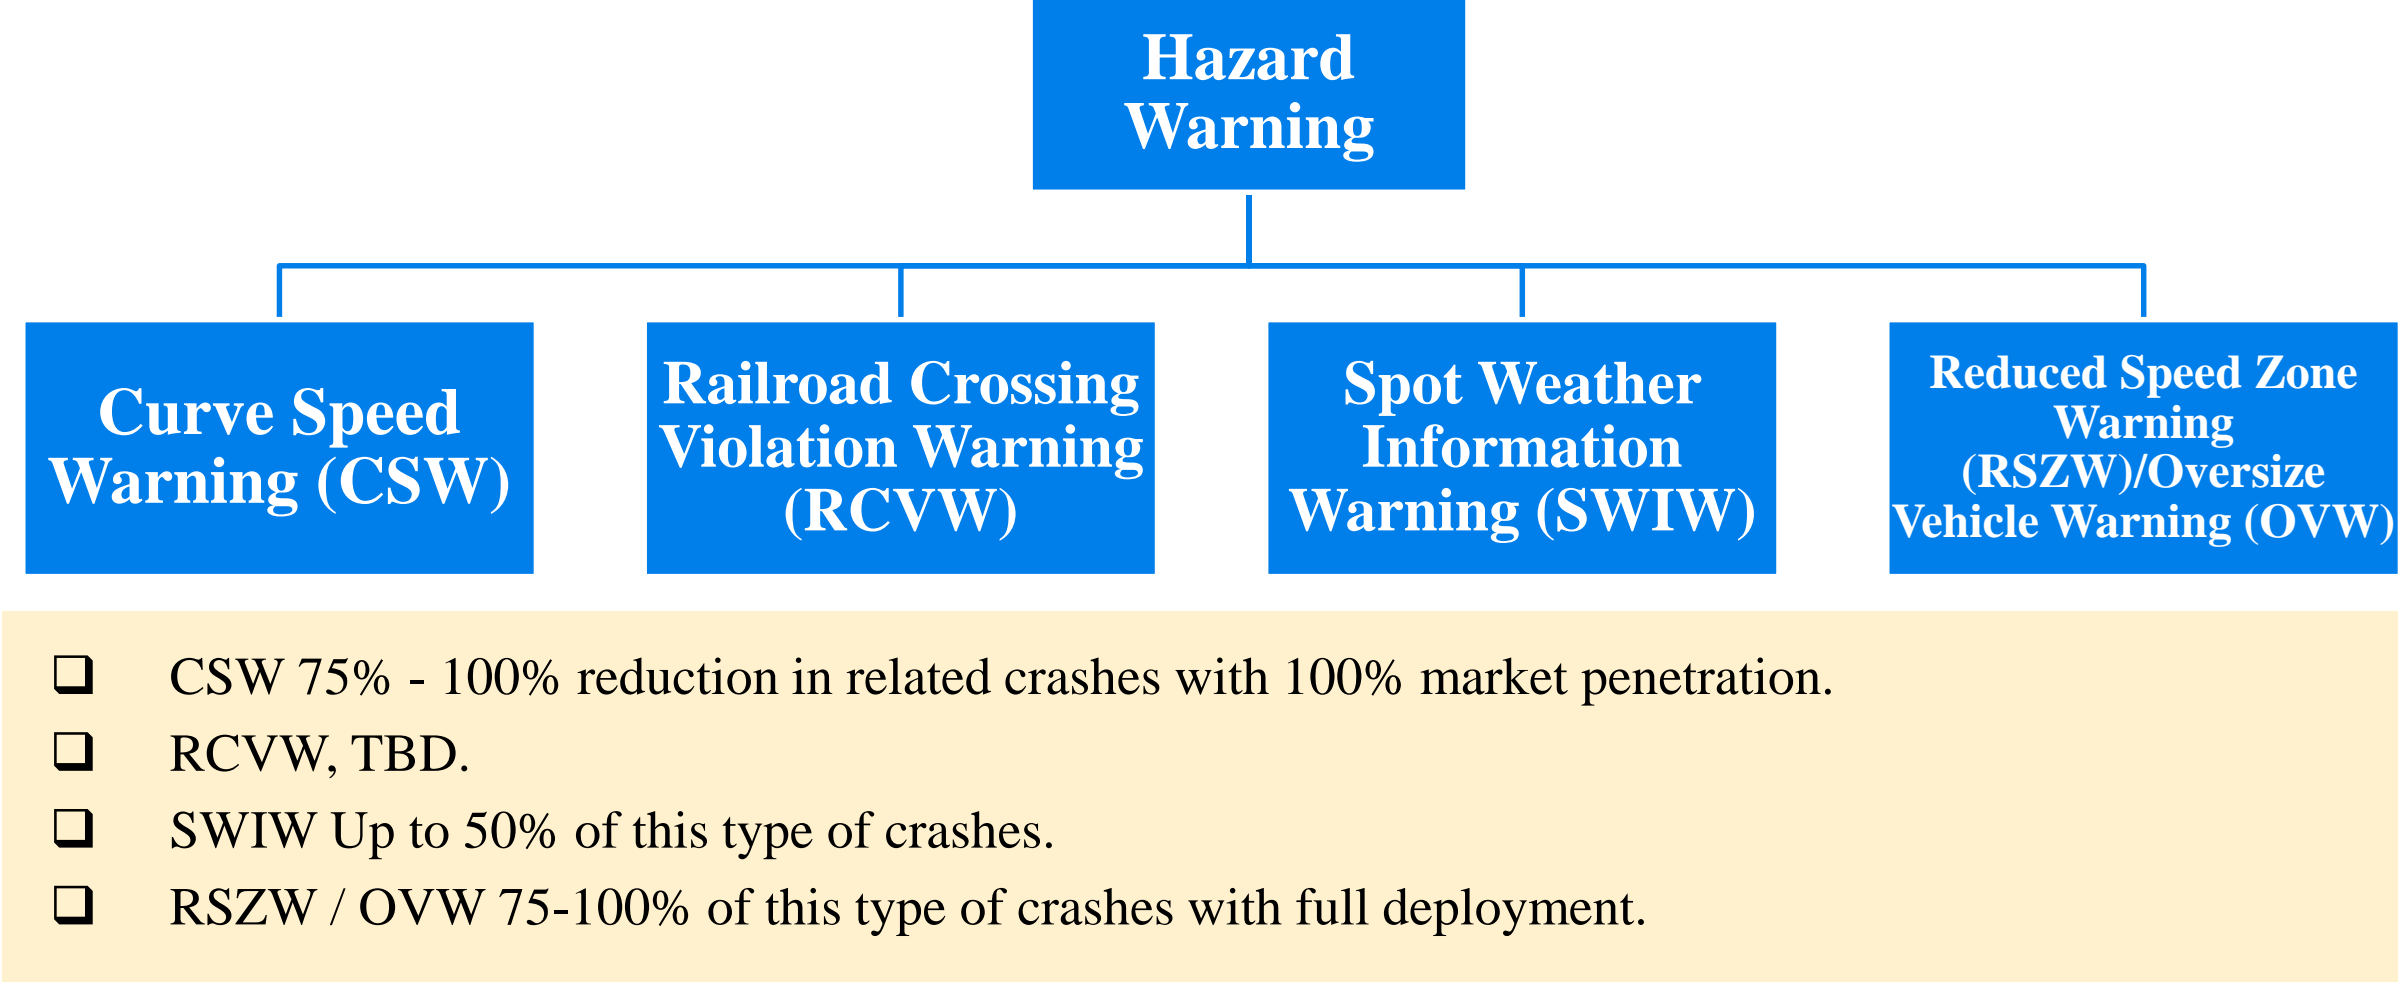 Hazard
Warning
Curve Speed
Warning (CSW)
Railroad Crossing
Violation Warning
(RCVW)
Spot Weather
Information
Warning (SWIW)
Reduced Speed Zone
Warning
(RSZW)/Oversize
Vehicle Warning (OVW)
CSW 75% - 100% reduction in related crashes with 100% market penetration.
RCVW, TBD.
SWIW Up to 50% of this type of crashes.
RSZW / OVW 75-100% of this type of crashes with full deployment.